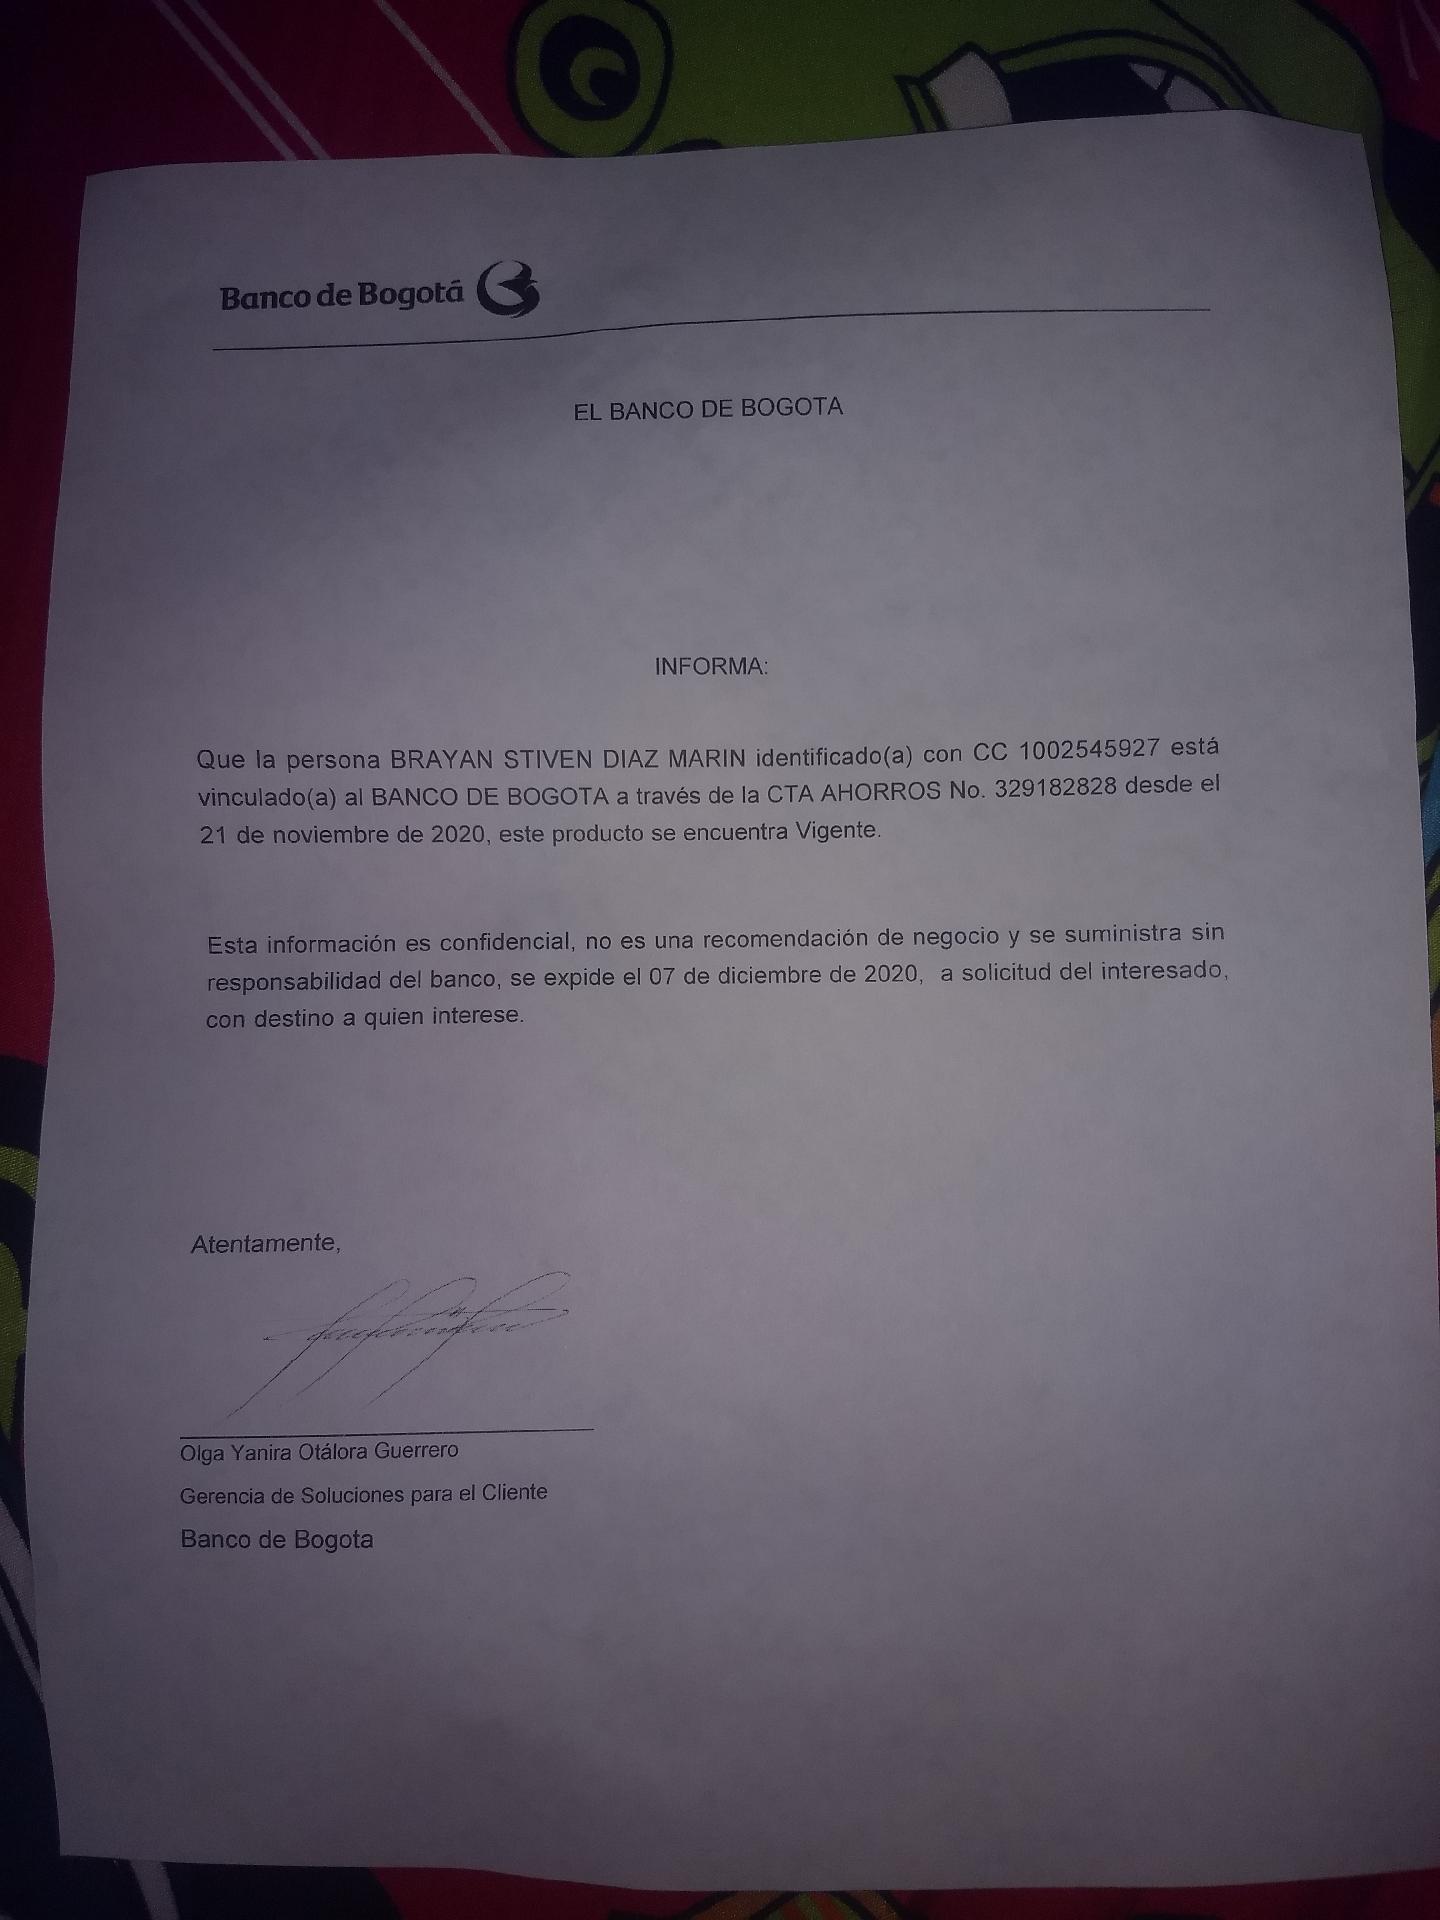 Banco de Bogotá
EL BANCO DE BOGOTA
INFORMA:
Que la persona BRAYAN STIVEN DIAZ MARIN identificado(a) con CC 1002545927 está
vinculado(a) al BANCO DE BOGOTA a través de la CTA AHORROS No. 329182828 desde el
21 de noviembre de 2020, este producto se encuentra Vigente.
Esta información es confidencial, no es una recomendación de negocio y se suministra sin
responsabilidad del banco, se expide el 07 de diciembre de 2020, a solicitud del interesado,
con destino a quien interese.
Atentamente,
Olga Yanira Otálora Guerrero
Gerencia de Soluciones para el Cliente
Banco de Bogota